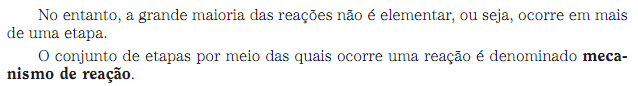 No entanto, a grande maioria das reações não é elementar, ou seja, ocorre em mais
de uma etapa.
O conjunto de etapas por meio das quais ocorre uma reação é denominado meca-
nismo de reação.